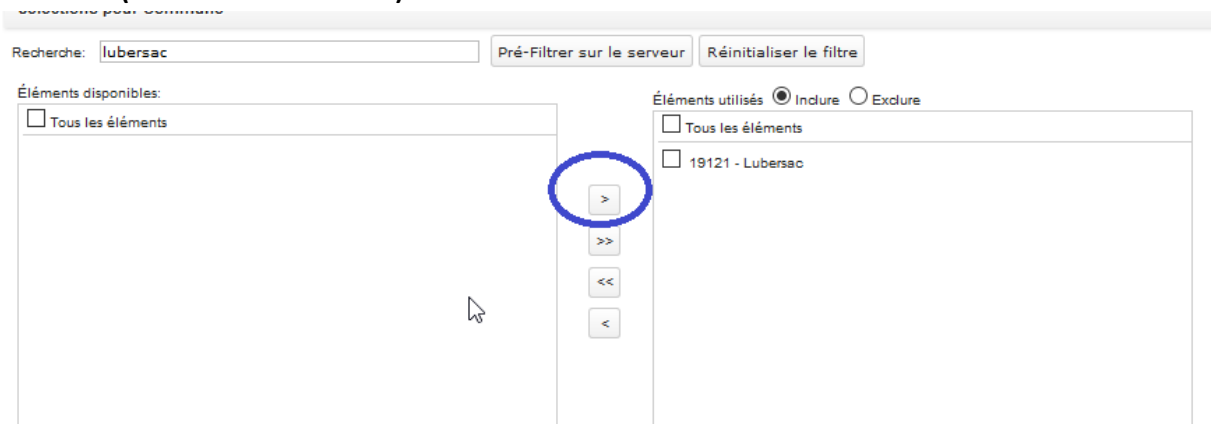 Recherche: lubersac Pré-Filtrer sur le serveur Réinitialiser le filtre
Éléments disponibles:
Éléments utilisés Inclure Exclure
Tous les éléments
Tous les éléments
19121 - Lubersac
>
>>
<<
<